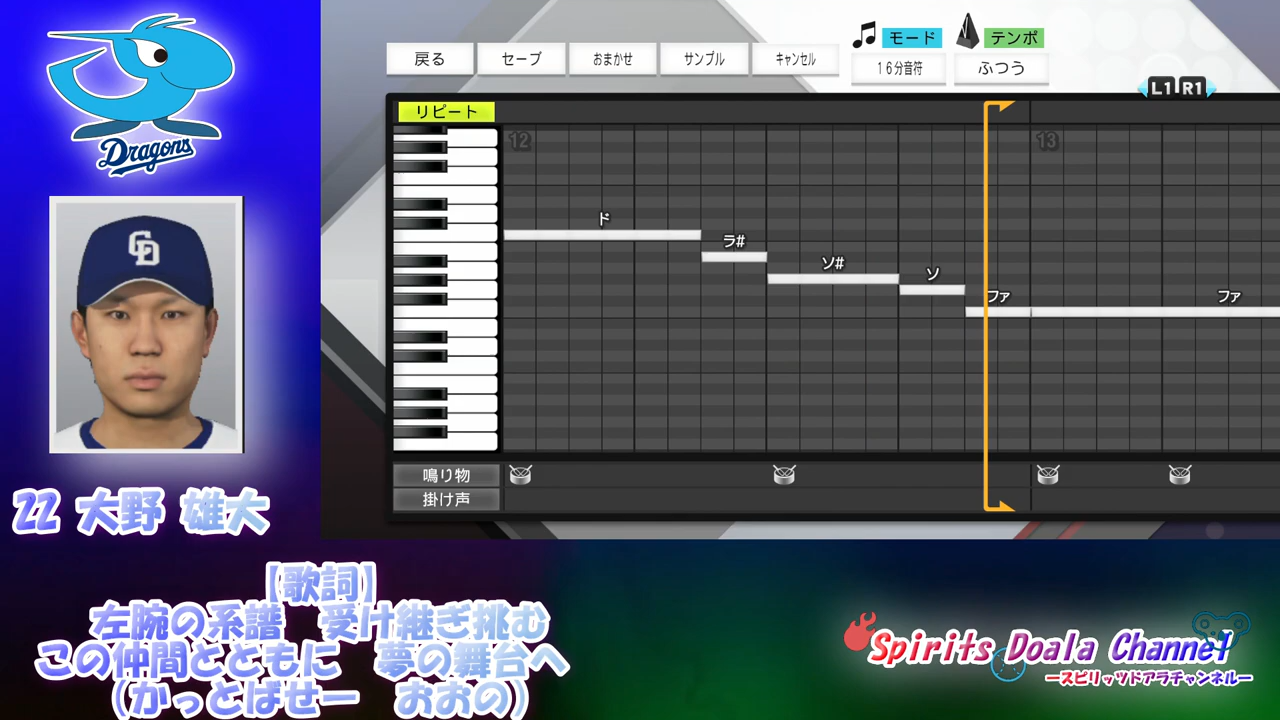 Dragons
CD
22 大野 雄大
戻る
セーブ
おまかせ
サンプル
キャンセル
モード
16分音符
テンポ
ふつう
L1 R1
リピート
12
13
ド
ラ#
ソ#
ソ
ファ
ファ
鳴り物
掛け声
【歌詞】
左腕の系譜 受け継ぎ挑む
この仲間とともに 夢の舞台へ
(かっとばせー おおの)
Spirits Doala Channel
ースピリッツドアラチャンネルー